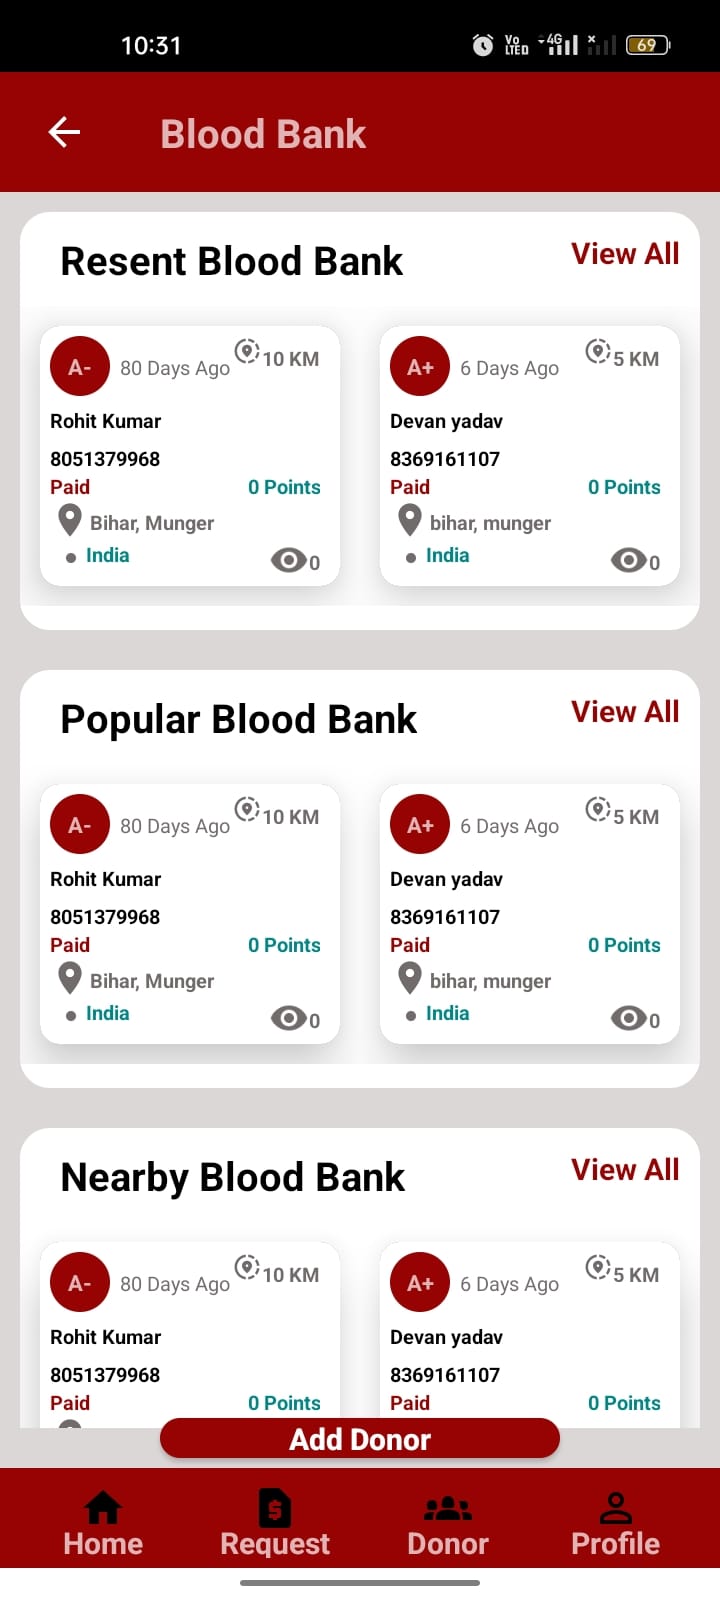 10:31
Vo LTED 4G 69
Blood Bank
Resent Blood Bank View All
A- 80 Days Ago 10 KM
Rohit Kumar
8051379968
Paid 0 Points
Bihar, Munger
India 0
A+ 6 Days Ago 5 KM
Devan yadav
8369161107
Paid 0 Points
bihar, munger
India 0
Popular Blood Bank View All
A- 80 Days Ago 10 KM
Rohit Kumar
8051379968
Paid 0 Points
Bihar, Munger
India 0
A+ 6 Days Ago 5 KM
Devan yadav
8369161107
Paid 0 Points
bihar, munger
India 0
Nearby Blood Bank View All
A- 80 Days Ago 10 KM
Rohit Kumar
8051379968
Paid 0 Points
A+ 6 Days Ago 5 KM
Devan yadav
8369161107
Paid 0 Points
Add Donor
Home Request Donor Profile